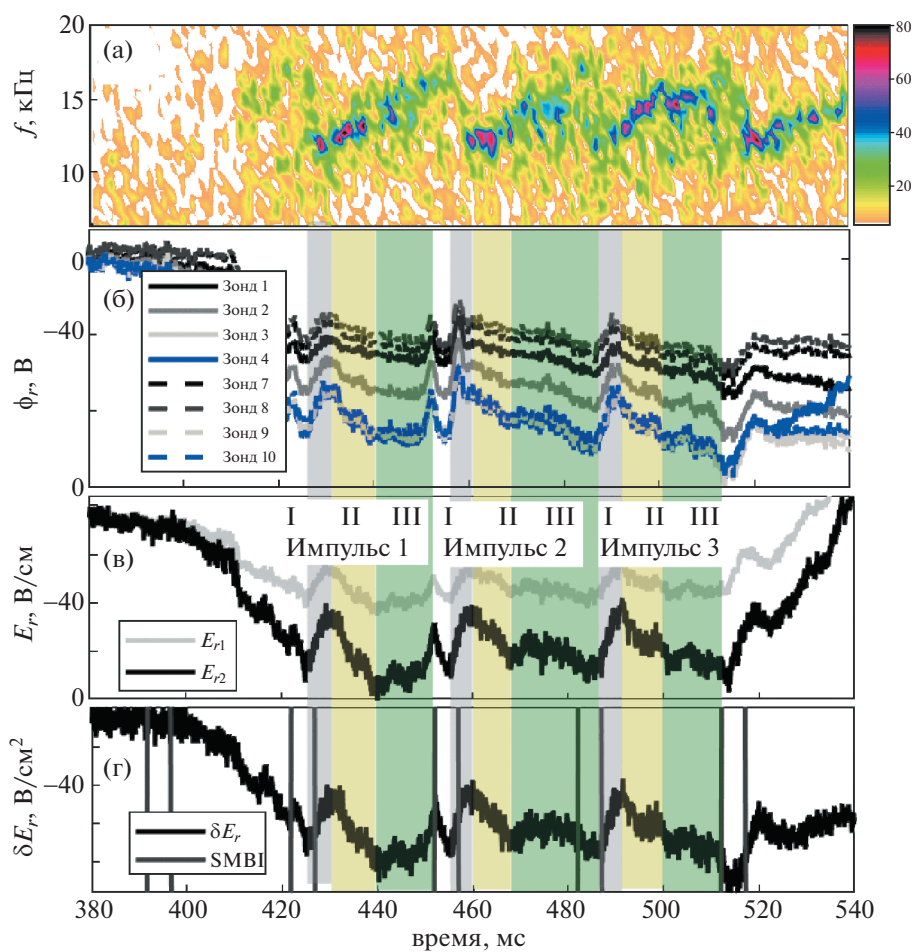 20
(а)
80
f, кГц
15
60
40
10
20
0
(б)
Зонд 1
Зонд 2
−40
Зонд 3
ϕr, В
Зонд 4
Зонд 7
Зонд 8
Зонд 9
Зонд 10
0
I II III I II III I II III
(в)
Импульс 1 Импульс 2 Импульс 3
Er, В/см
−40
Er1
Er2
0
(г)
δEr, В/см²
−40
δEr
SMBI
380 400 420 440 460 480 500 520 540
время, мс